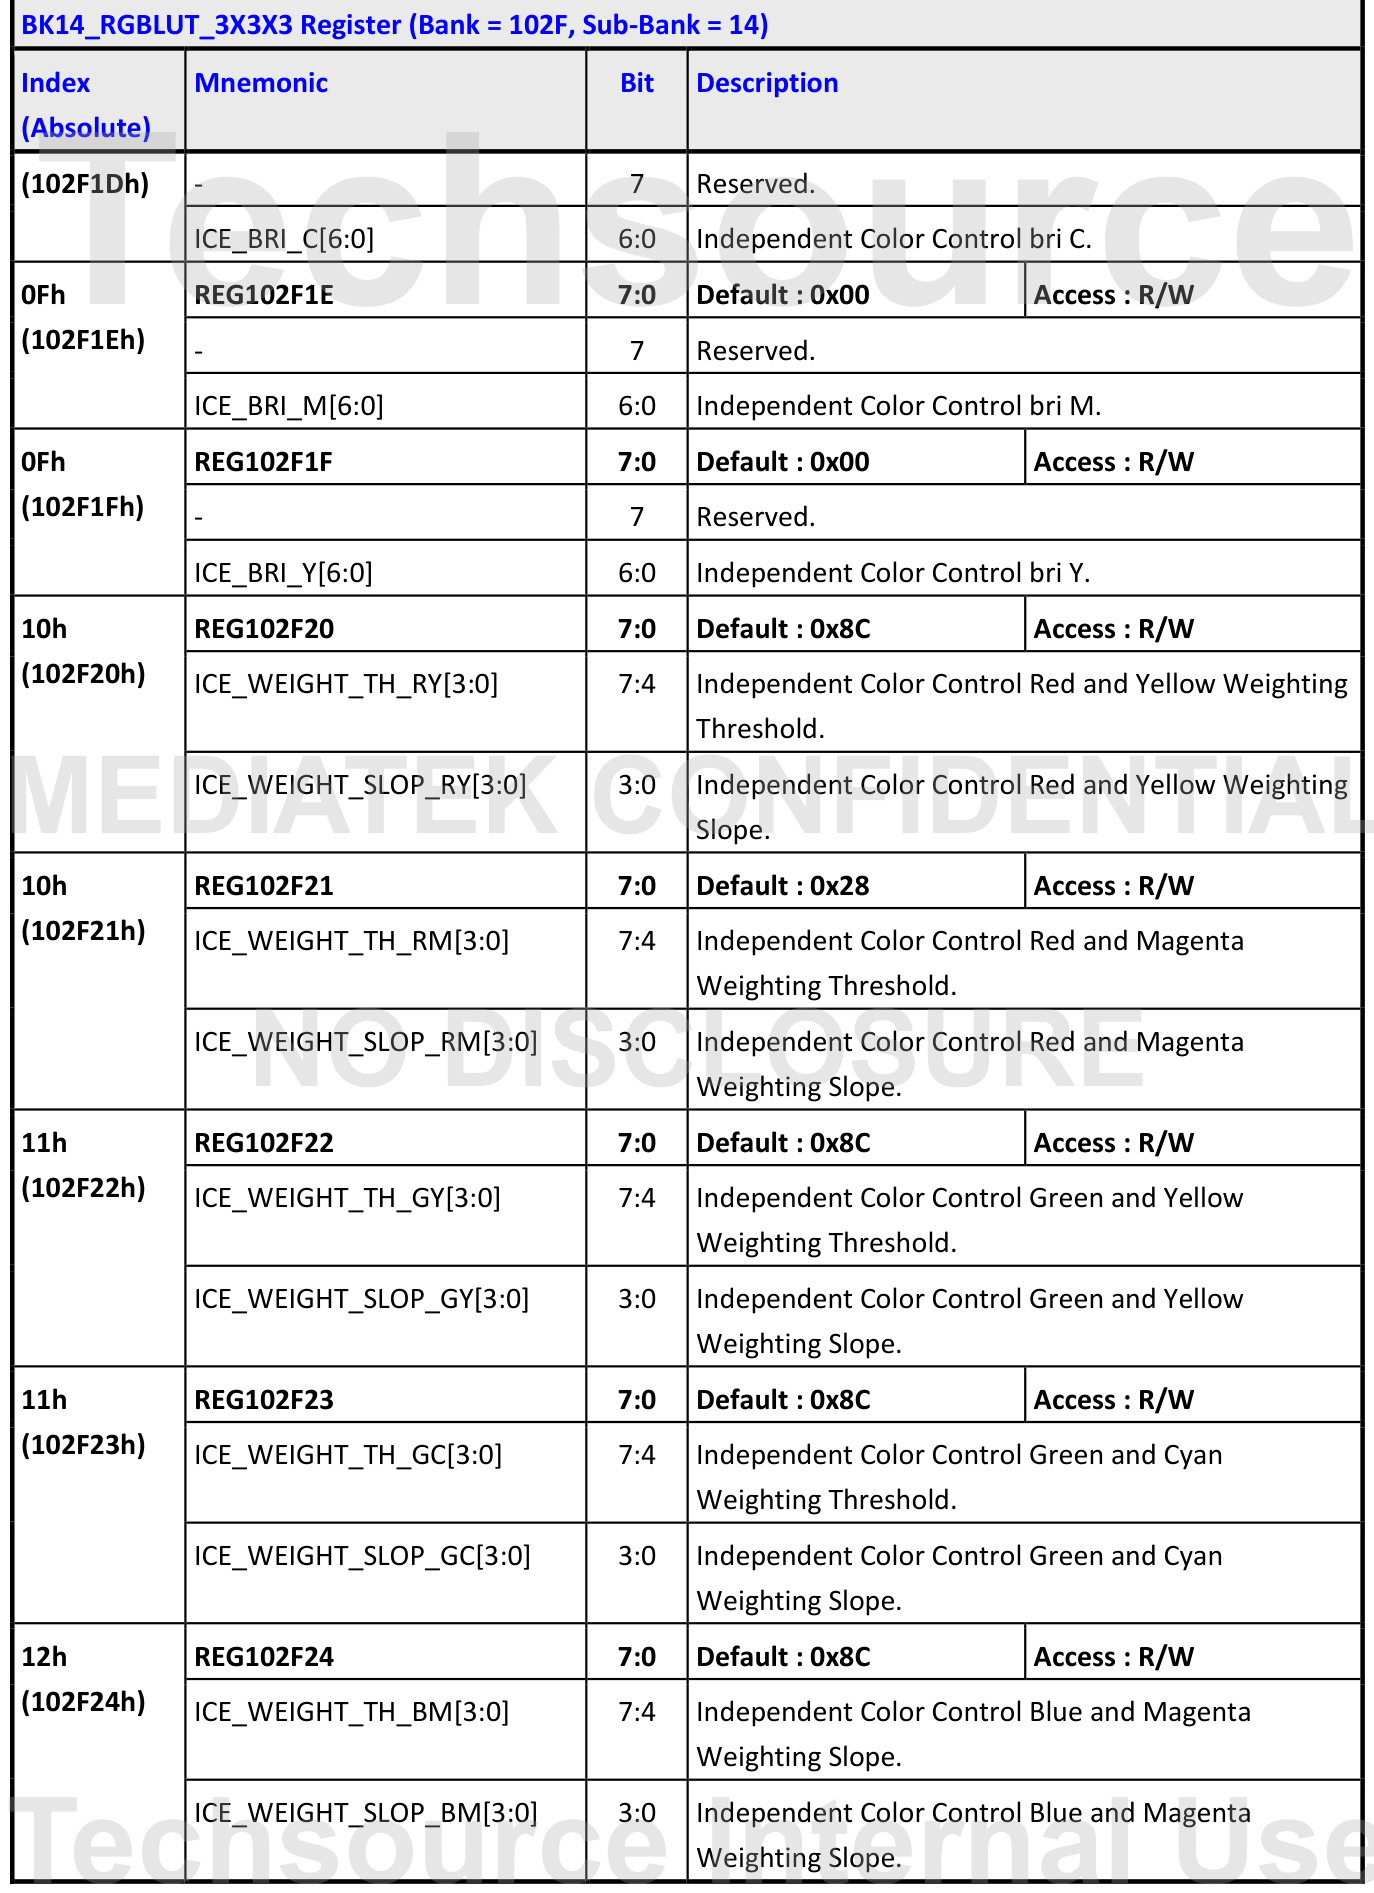 BK14_RGBLUT_3X3X3 Register (Bank = 102F, Sub-Bank = 14)
Index Mnemonic Bit Description
(Absolute)
(102F1Dh) - 7 Reserved.
ICE_BRI_C[6:0] 6:0 Independent Color Control bri C.
Techsource
0Fh REG102F1E 7:0 Default : 0x00 Access : R/W
(102F1Eh)
- 7 Reserved.
ICE_BRI_M[6:0] 6:0 Independent Color Control bri M.
0Fh REG102F1F 7:0 Default : 0x00 Access : R/W
(102F1Fh)
- 7 Reserved.
ICE_BRI_Y[6:0] 6:0 Independent Color Control bri Y.
10h REG102F20 7:0 Default : 0x8C Access : R/W
(102F20h)
ICE_WEIGHT_TH_RY[3:0] 7:4 Independent Color Control Red and Yellow Weighting
Threshold.
ICE_WEIGHT_SLOP_RY[3:0] 3:0 Independent Color Control Red and Yellow Weighting
Slope.
MEDIATEK CONFIDENTIAL
10h REG102F21 7:0 Default : 0x28 Access : R/W
(102F21h)
ICE_WEIGHT_TH_RM[3:0] 7:4 Independent Color Control Red and Magenta
Weighting Threshold.
ICE_WEIGHT_SLOP_RM[3:0] 3:0 Independent Color Control Red and Magenta
Weighting Slope.
NO DISCLOSURE
11h REG102F22 7:0 Default : 0x8C Access : R/W
(102F22h)
ICE_WEIGHT_TH_GY[3:0] 7:4 Independent Color Control Green and Yellow
Weighting Threshold.
ICE_WEIGHT_SLOP_GY[3:0] 3:0 Independent Color Control Green and Yellow
Weighting Slope.
11h REG102F23 7:0 Default : 0x8C Access : R/W
(102F23h)
ICE_WEIGHT_TH_GC[3:0] 7:4 Independent Color Control Green and Cyan
Weighting Threshold.
ICE_WEIGHT_SLOP_GC[3:0] 3:0 Independent Color Control Green and Cyan
Weighting Slope.
12h REG102F24 7:0 Default : 0x8C Access : R/W
(102F24h)
ICE_WEIGHT_TH_BM[3:0] 7:4 Independent Color Control Blue and Magenta
Weighting Slope.
ICE_WEIGHT_SLOP_BM[3:0] 3:0 Independent Color Control Blue and Magenta
Weighting Slope.
Techsource Internal Use